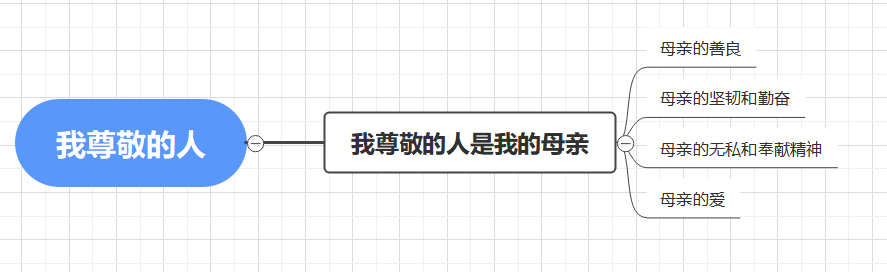 我尊敬的人
我尊敬的人是我的母亲
母亲的善良
母亲的坚韧和勤奋
母亲的无私和奉献精神
母亲的爱